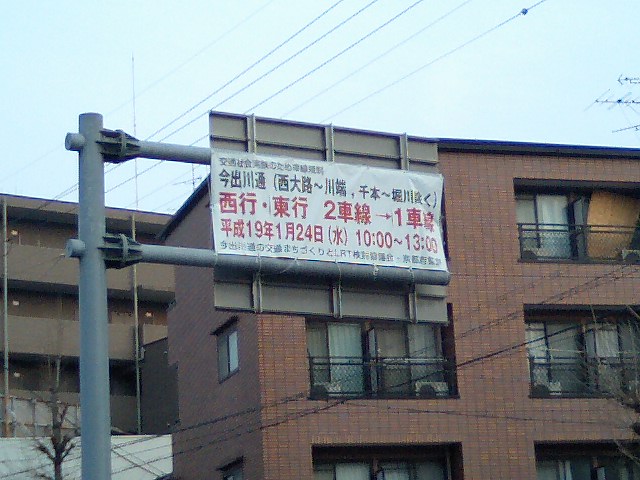 交通社会実験のため車線規制
今出川通（西大路～川端，千本～堀川除く）
西行・東行 2車線→1車線
平成19年1月24日(水) 10:00～13:00
今出川の交通まちづくりとLRT検討協議会・京都府警察